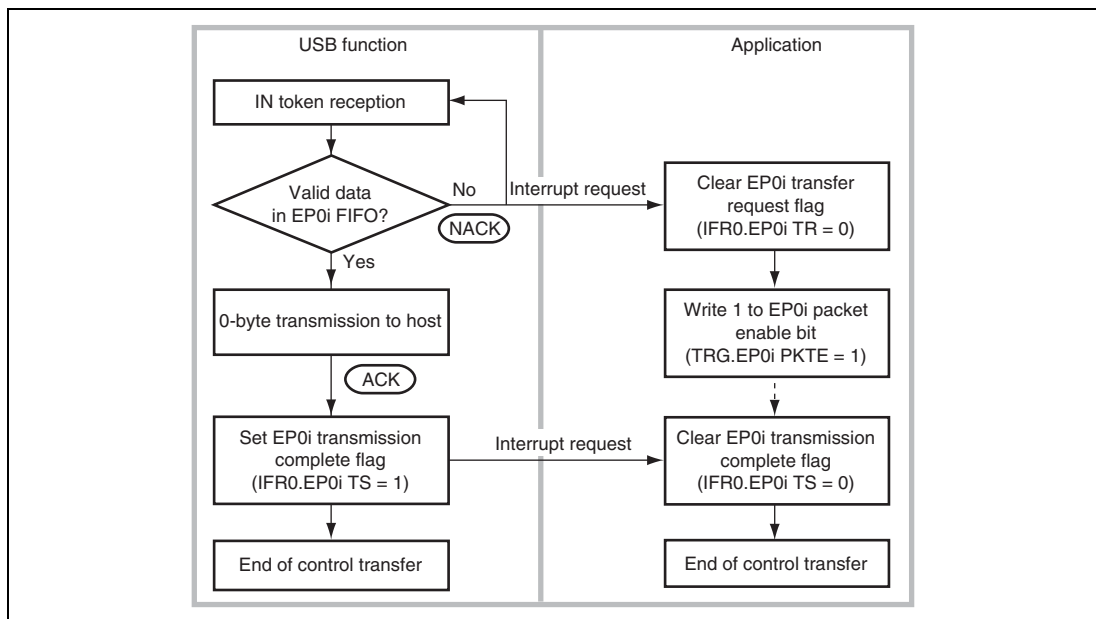 USB function
Application
IN token reception
Valid data
in EP0i FIFO?
No
NACK
Interrupt request
Clear EP0i transfer
request flag
(IFR0.EP0i TR = 0)
Yes
0-byte transmission to host
Write 1 to EP0i packet
enable bit
(TRG.EP0i PKTE = 1)
ACK
Set EP0i transmission
complete flag
(IFR0.EP0i TS = 1)
Interrupt request
Clear EP0i transmission
complete flag
(IFR0.EP0i TS = 0)
End of control transfer
End of control transfer